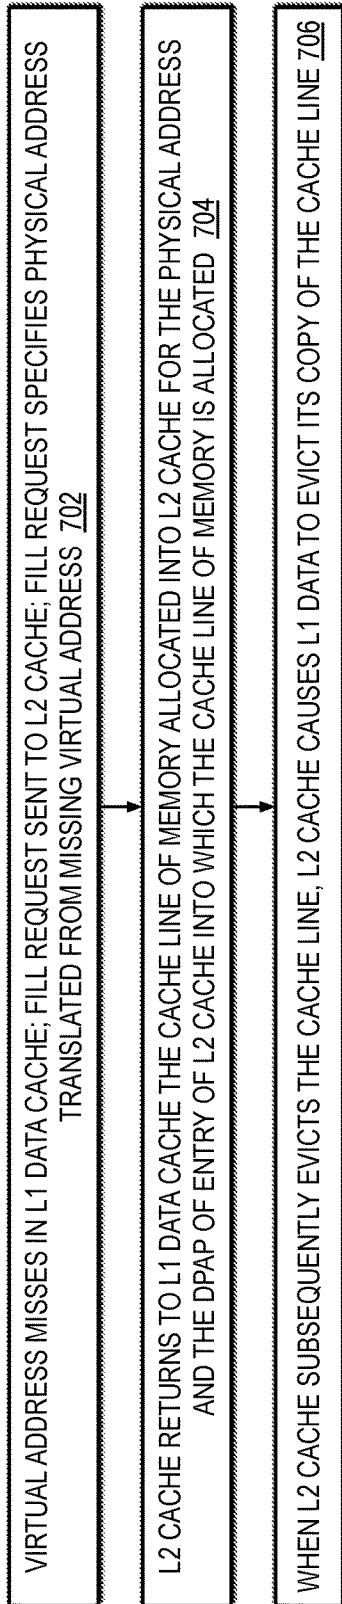 VIRTUAL ADDRESS MISSES IN L1 DATA CACHE; FILL REQUEST SENT TO L2 CACHE; FILL REQUEST SPECIFIES PHYSICAL ADDRESS
TRANSLATED FROM MISSING VIRTUAL ADDRESS 702
L2 CACHE RETURNS TO L1 DATA CACHE THE CACHE LINE OF MEMORY ALLOCATED INTO L2 CACHE FOR THE PHYSICAL ADDRESS
AND THE DPAP OF ENTRY OF L2 CACHE INTO WHICH THE CACHE LINE OF MEMORY IS ALLOCATED 704
WHEN L2 CACHE SUBSEQUENTLY EVICTS THE CACHE LINE, L2 CACHE CAUSES L1 DATA TO EVICT ITS COPY OF THE CACHE LINE 706